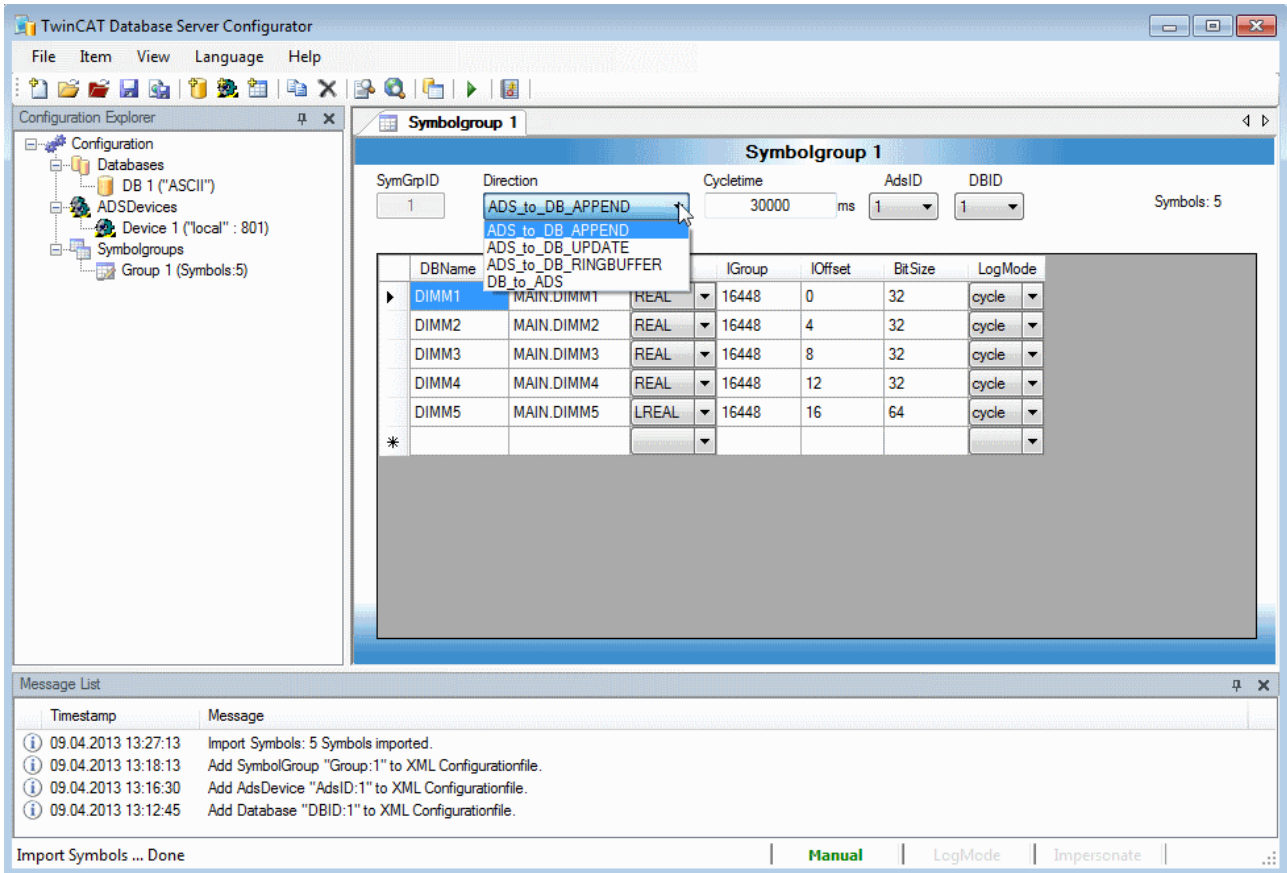 TwinCAT Database Server Configurator
File Item View Language Help
Configuration Explorer
Configuration
Databases
DB 1 ("ASCII")
ADSDevices
Device 1 ("local" : 801)
Symbolgroups
Group 1 (Symbols:5)
Symbolgroup 1
Symbolgroup 1
SymGrpID Direction Cycletime AdsID DBID
1 ADS_to_DB_APPEND 30000 ms 1 1 Symbols: 5
ADS_to_DB_APPEND
ADS_to_DB_UPDATE
ADS_to_DB_RINGBUFFER
DB_to_ADS
DBName IGroup IOffset BitSize LogMode
DIMM1 MAIN.DIMM1 REAL 16448 0 32 cycle
DIMM2 MAIN.DIMM2 REAL 16448 4 32 cycle
DIMM3 MAIN.DIMM3 REAL 16448 8 32 cycle
DIMM4 MAIN.DIMM4 REAL 16448 12 32 cycle
DIMM5 MAIN.DIMM5 LREAL 16448 16 64 cycle
Message List
Timestamp Message
09.04.2013 13:27:13 Import Symbols: 5 Symbols imported.
09.04.2013 13:18:13 Add SymbolGroup "Group:1" to XML Configurationfile.
09.04.2013 13:16:30 Add AdsDevice "AdsID:1" to XML Configurationfile.
09.04.2013 13:12:45 Add Database "DBID:1" to XML Configurationfile.
Import Symbols ... Done Manual LogMode Impersonate